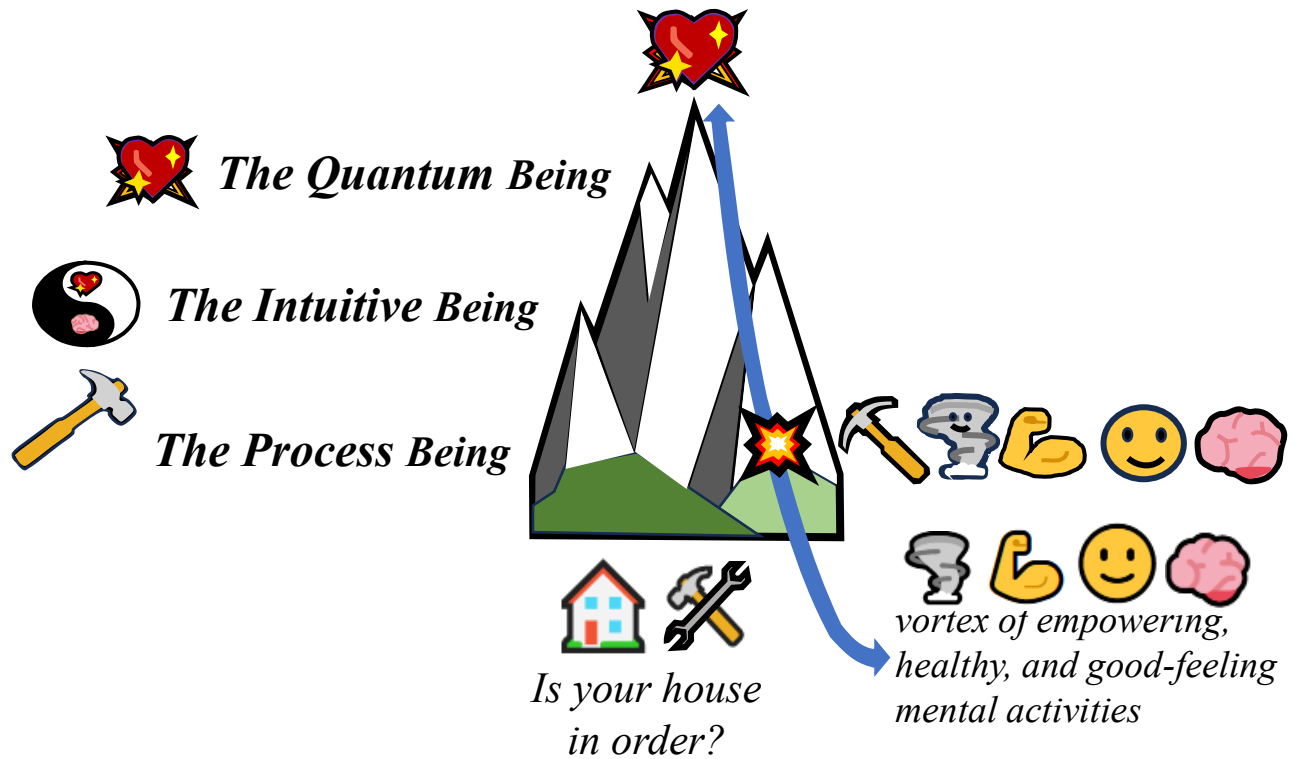 The Quantum Being
The Intuitive Being
The Process Being
Is your house
in order?
vortex of empowering,
healthy, and good-feeling
mental activities